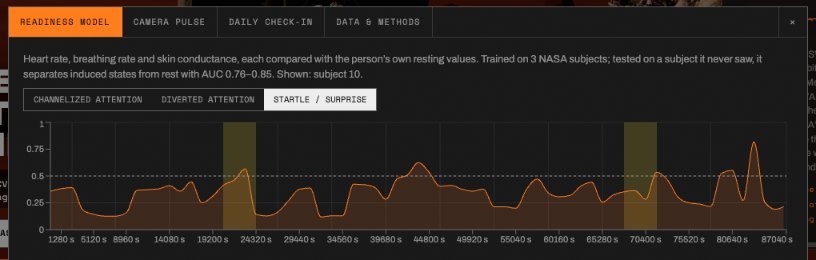 READINESS MODEL CAMERA PULSE DAILY CHECK-IN DATA & METHODS ×
Heart rate, breathing rate and skin conductance, each compared with the person's own resting values. Trained on 3 NASA subjects; tested on a subject it never saw, it
separates induced states from rest with AUC 0.76–0.85. Shown: subject 10.
CHANNELIZED ATTENTION DIVERTED ATTENTION STARTLE / SURPRISE
1
0.75
0.5
0.25
0
1280 s 5120 s 8960 s 14080 s 19200 s 24320 s 29440 s 34560 s 39680 s 44800 s 49920 s 55040 s 60160 s 65280 s 70400 s 75520 s 80640 s 87040 s